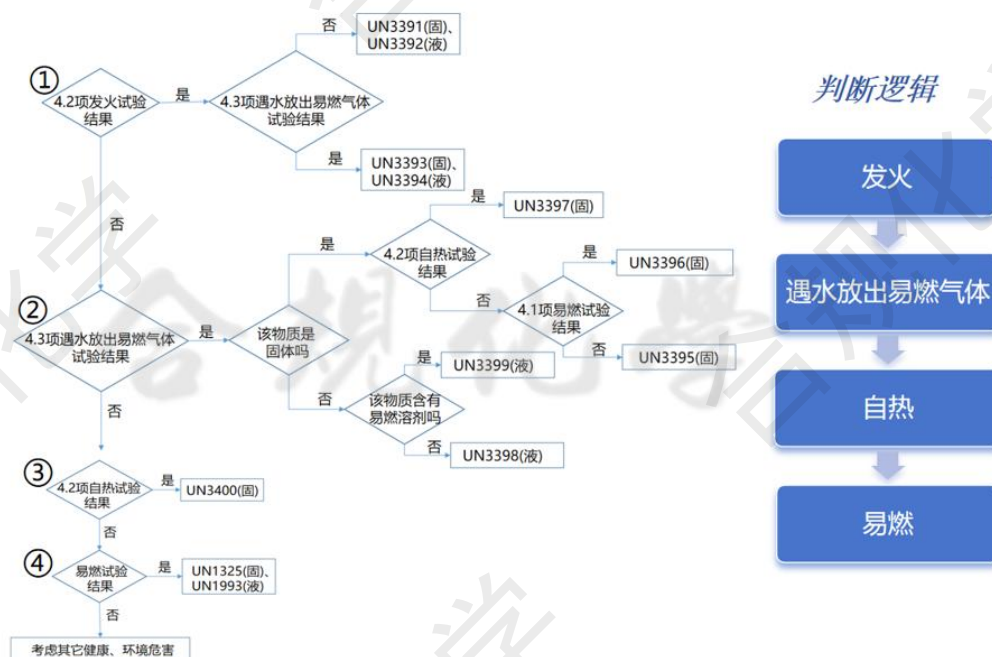 否
UN3391(固)、
UN3392(液)
①
4.2项发火试验
结果
是
4.3项遇水放出易燃气体
试验结果
是
UN3393(固)、
UN3394(液)
否
是
UN3397(固)
是
4.2项自热试验
结果
是
UN3396(固)
否
4.1项易燃试验
结果
否
UN3395(固)
②
4.3项遇水放出易燃气体
试验结果
是
该物质是
固体吗
是
UN3399(液)
否
该物质含有
易燃溶剂吗
否
UN3398(液)
否
③
4.2项自热试验
结果
是
UN3400(固)
否
④
易燃试验
结果
是
UN1325(固)、
UN1993(液)
否
考虑其它健康、环境危害
判断逻辑
发火
遇水放出易燃气体
自热
易燃
合规化学